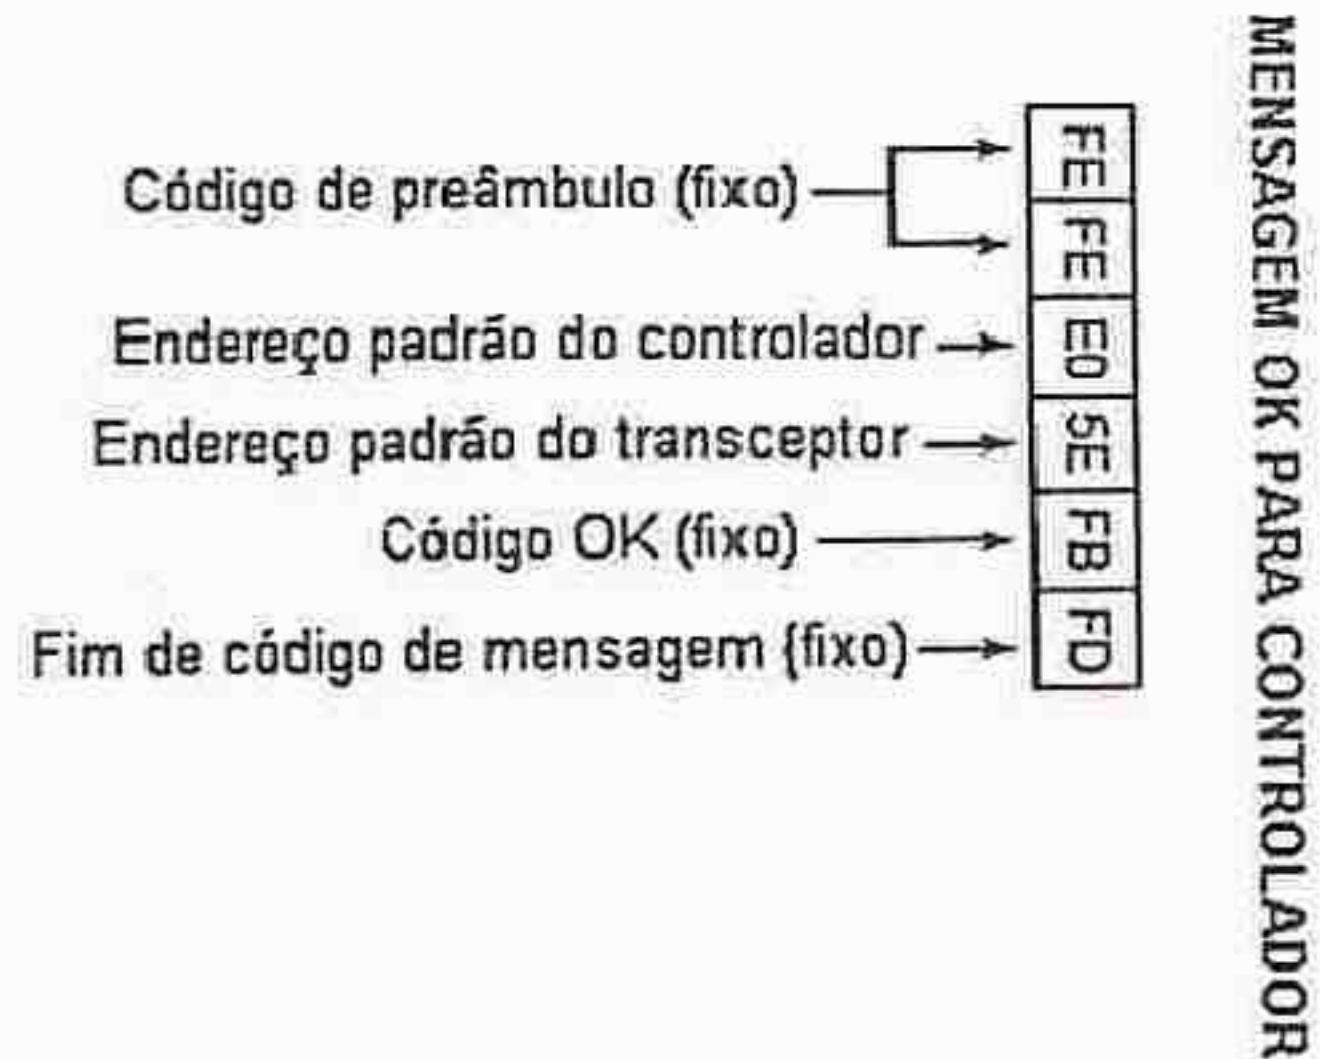 MENSAGEM OK PARA CONTROLADOR
Código de preâmbulo (fixo)
FE
FE
Endereço padrão do controlador
E0
Endereço padrão do transceptor
5E
Código OK (fixo)
FB
Fim de código de mensagem (fixo)
FD